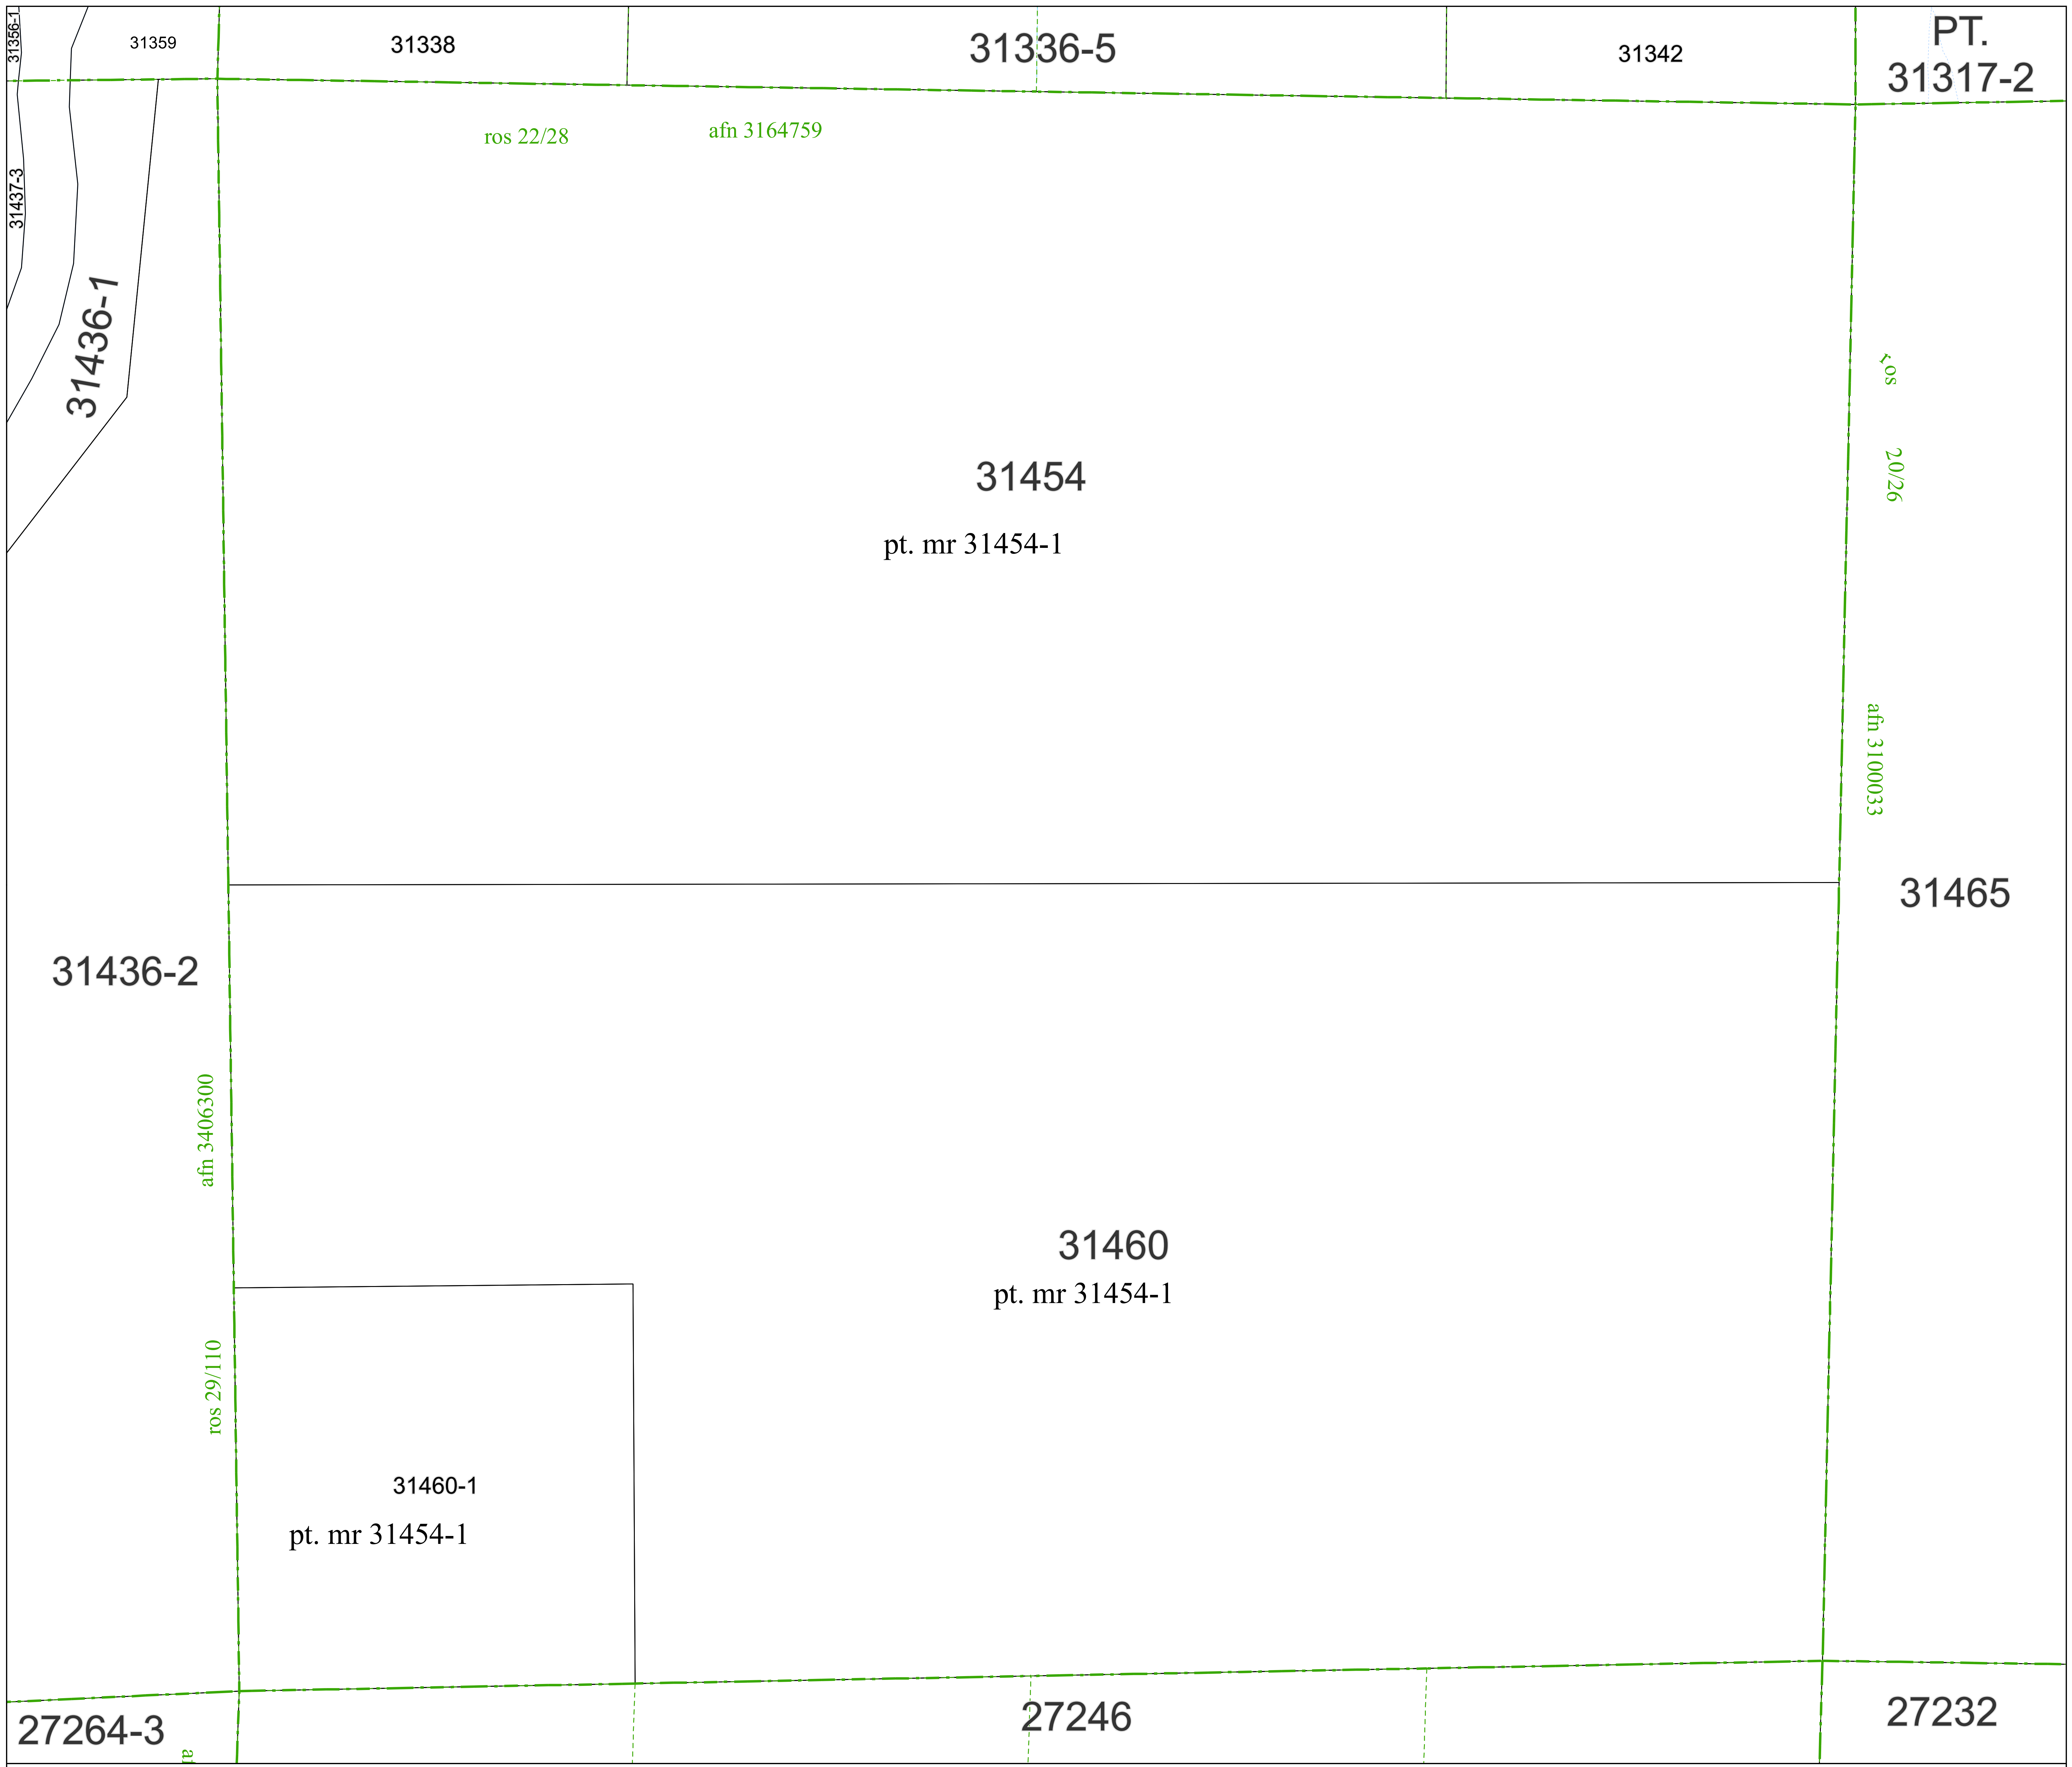 31356-1
31359
31338
31336-5
31342
PT.
31317-2
ros 22/28
afn 3164759
31437-3
31436-1
ros
20/26
31454
pt. mr 31454-1
afn 3100033
31465
31436-2
afn 3406300
31460
pt. mr 31454-1
ros 29/110
31460-1
pt. mr 31454-1
27264-3
27246
27232